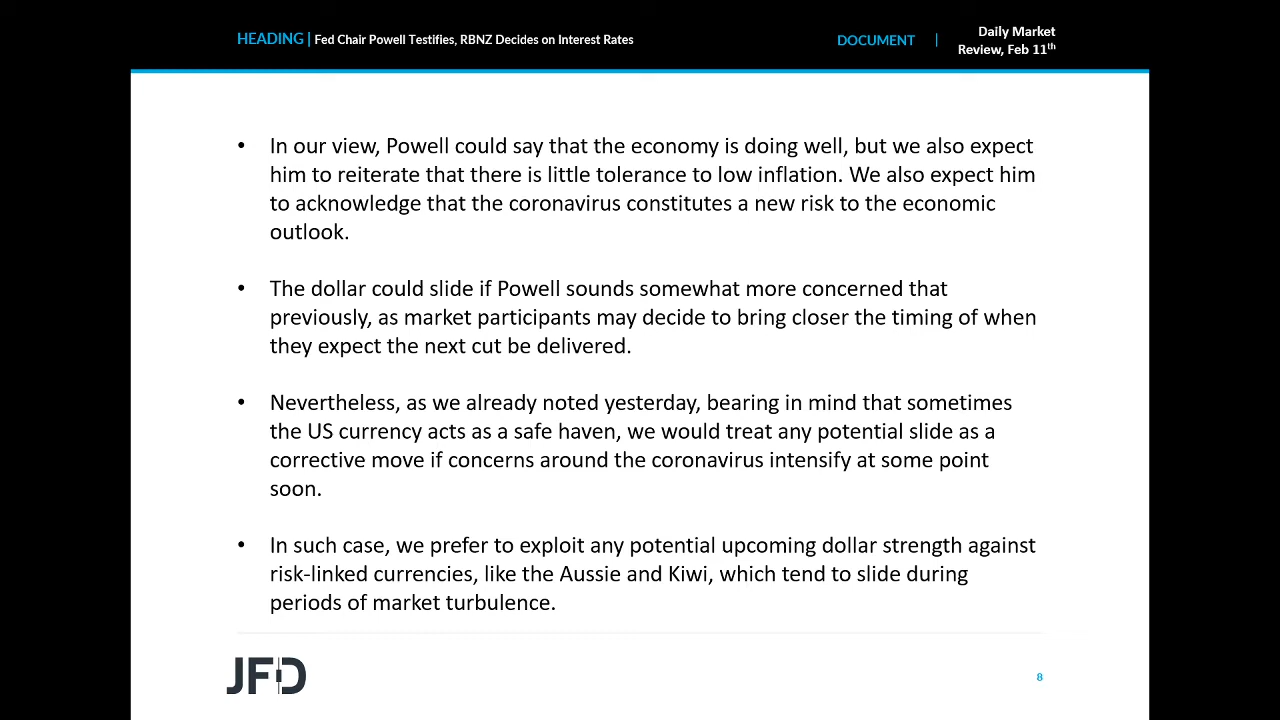 HEADING | Fed Chair Powell Testifies, RBNZ Decides on Interest Rates
DOCUMENT | Daily Market
Review, Feb 11th
• In our view, Powell could say that the economy is doing well, but we also expect
him to reiterate that there is little tolerance to low inflation. We also expect him
to acknowledge that the coronavirus constitutes a new risk to the economic
outlook.
• The dollar could slide if Powell sounds somewhat more concerned that
previously, as market participants may decide to bring closer the timing of when
they expect the next cut be delivered.
• Nevertheless, as we already noted yesterday, bearing in mind that sometimes
the US currency acts as a safe haven, we would treat any potential slide as a
corrective move if concerns around the coronavirus intensify at some point
soon.
• In such case, we prefer to exploit any potential upcoming dollar strength against
risk-linked currencies, like the Aussie and Kiwi, which tend to slide during
periods of market turbulence.
JFD
8